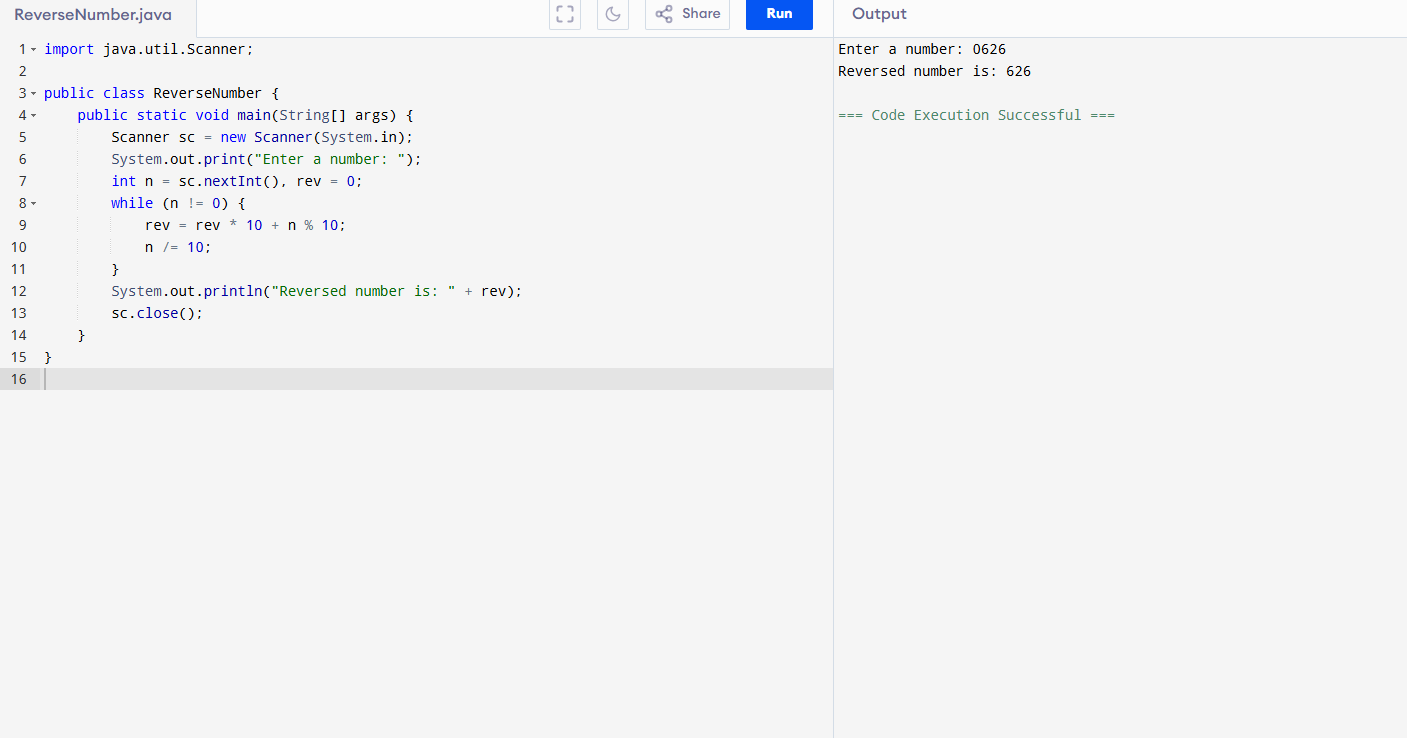 ReverseNumber.java
Share
Run
Output
1 import java.util.Scanner;
2
3 public class ReverseNumber {
4     public static void main(String[] args) {
5         Scanner sc = new Scanner(System.in);
6         System.out.print("Enter a number: ");
7         int n = sc.nextInt(), rev = 0;
8         while (n != 0) {
9             rev = rev * 10 + n % 10;
10             n /= 10;
11         }
12         System.out.println("Reversed number is: " + rev);
13         sc.close();
14     }
15 }
16
Enter a number: 0626
Reversed number is: 626
=== Code Execution Successful ===